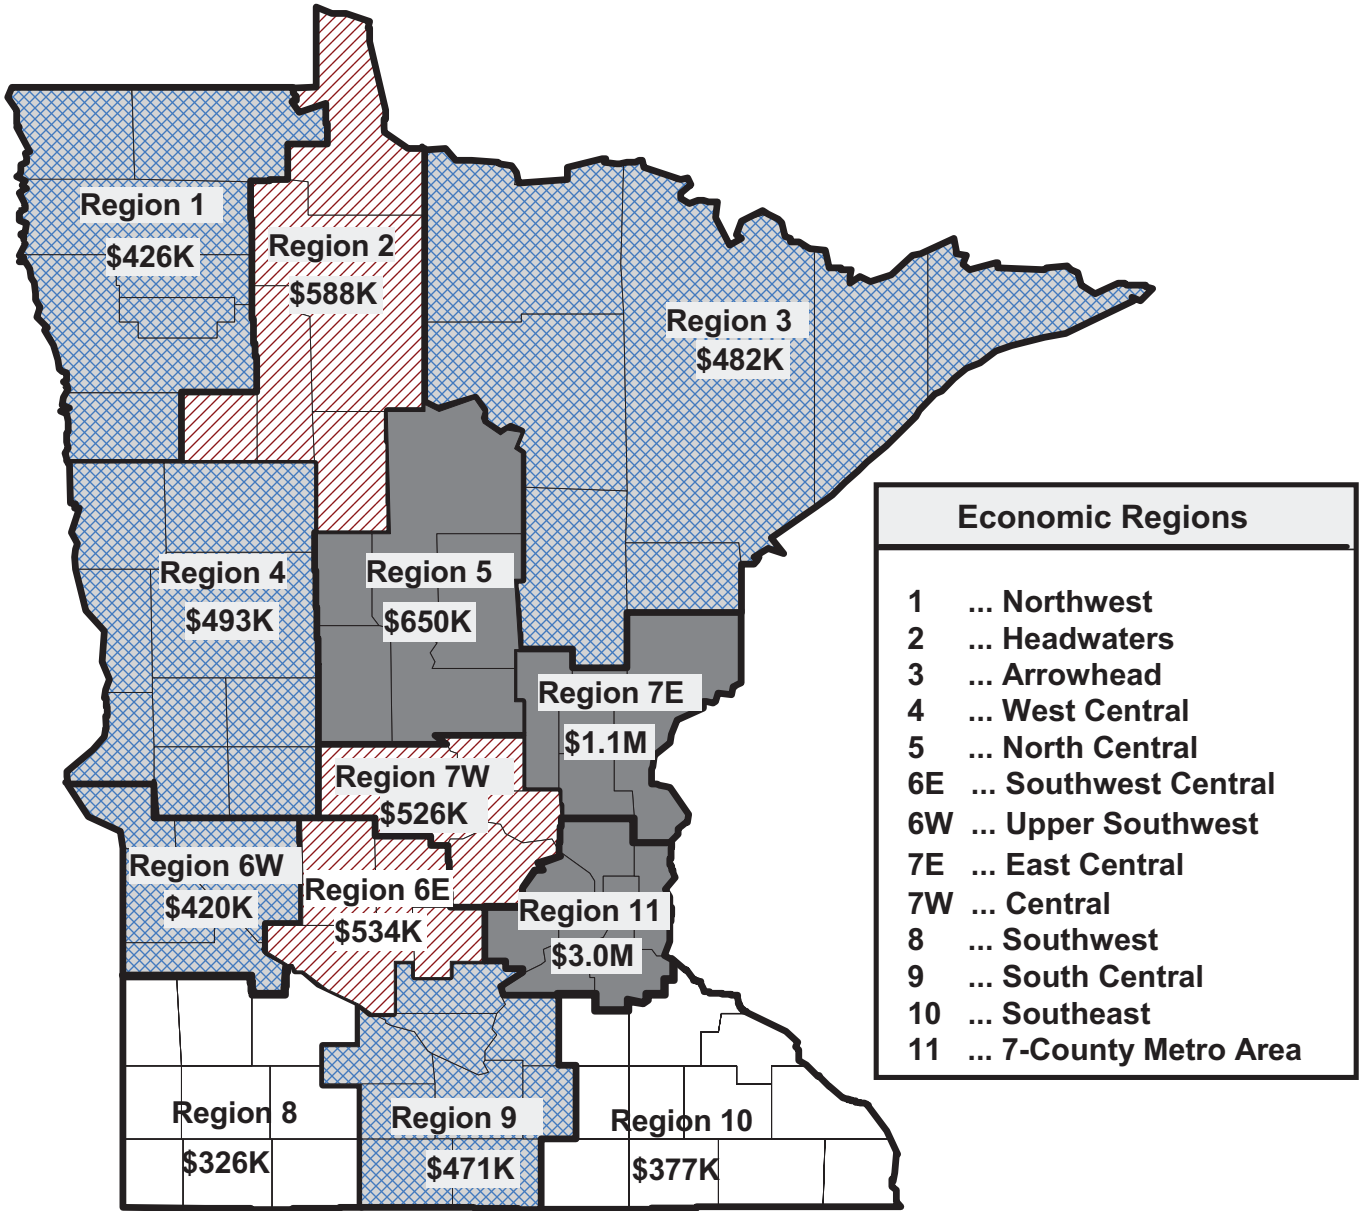 Region 1
$426K
Region 2
$588K
Region 3
$482K
Region 4
$493K
Region 5
$650K
Region 7E
$1.1M
Region 7W
$526K
Region 6W
$420K
Region 6E
$534K
Region 11
$3.0M
Region 8
$326K
Region 9
$471K
Region 10
$377K
Economic Regions
1 ... Northwest
2 ... Headwaters
3 ... Arrowhead
4 ... West Central
5 ... North Central
6E ... Southwest Central
6W ... Upper Southwest
7E ... East Central
7W ... Central
8 ... Southwest
9 ... South Central
10 ... Southeast
11 ... 7-County Metro Area